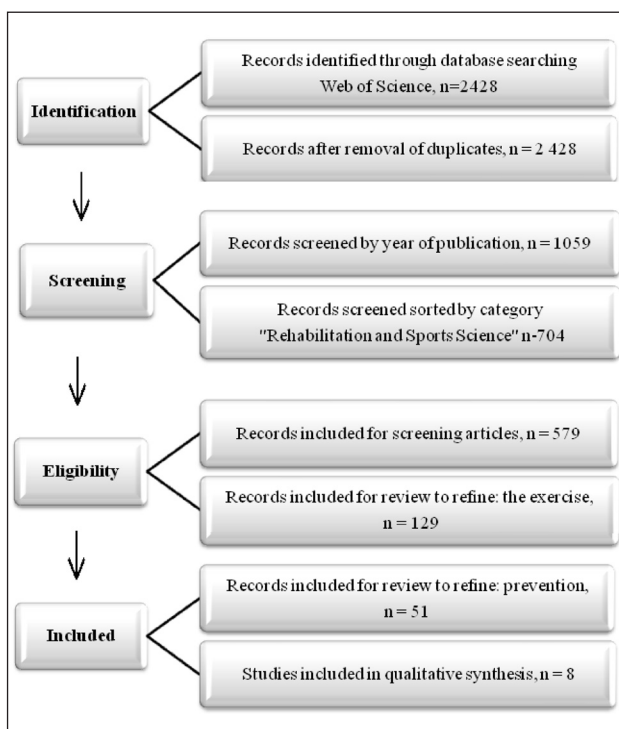 Identification
Records identified through database searching
Web of Science, n=2428
Records after removal of duplicates, n = 2 428
Screening
Records screened by year of publication, n = 1059
Records screened sorted by category
"Rehabilitation and Sports Science" n-704
Eligibility
Records included for screening articles, n = 579
Records included for review to refine: the exercise,
n = 129
Included
Records included for review to refine: prevention,
n = 51
Studies included in qualitative synthesis, n = 8